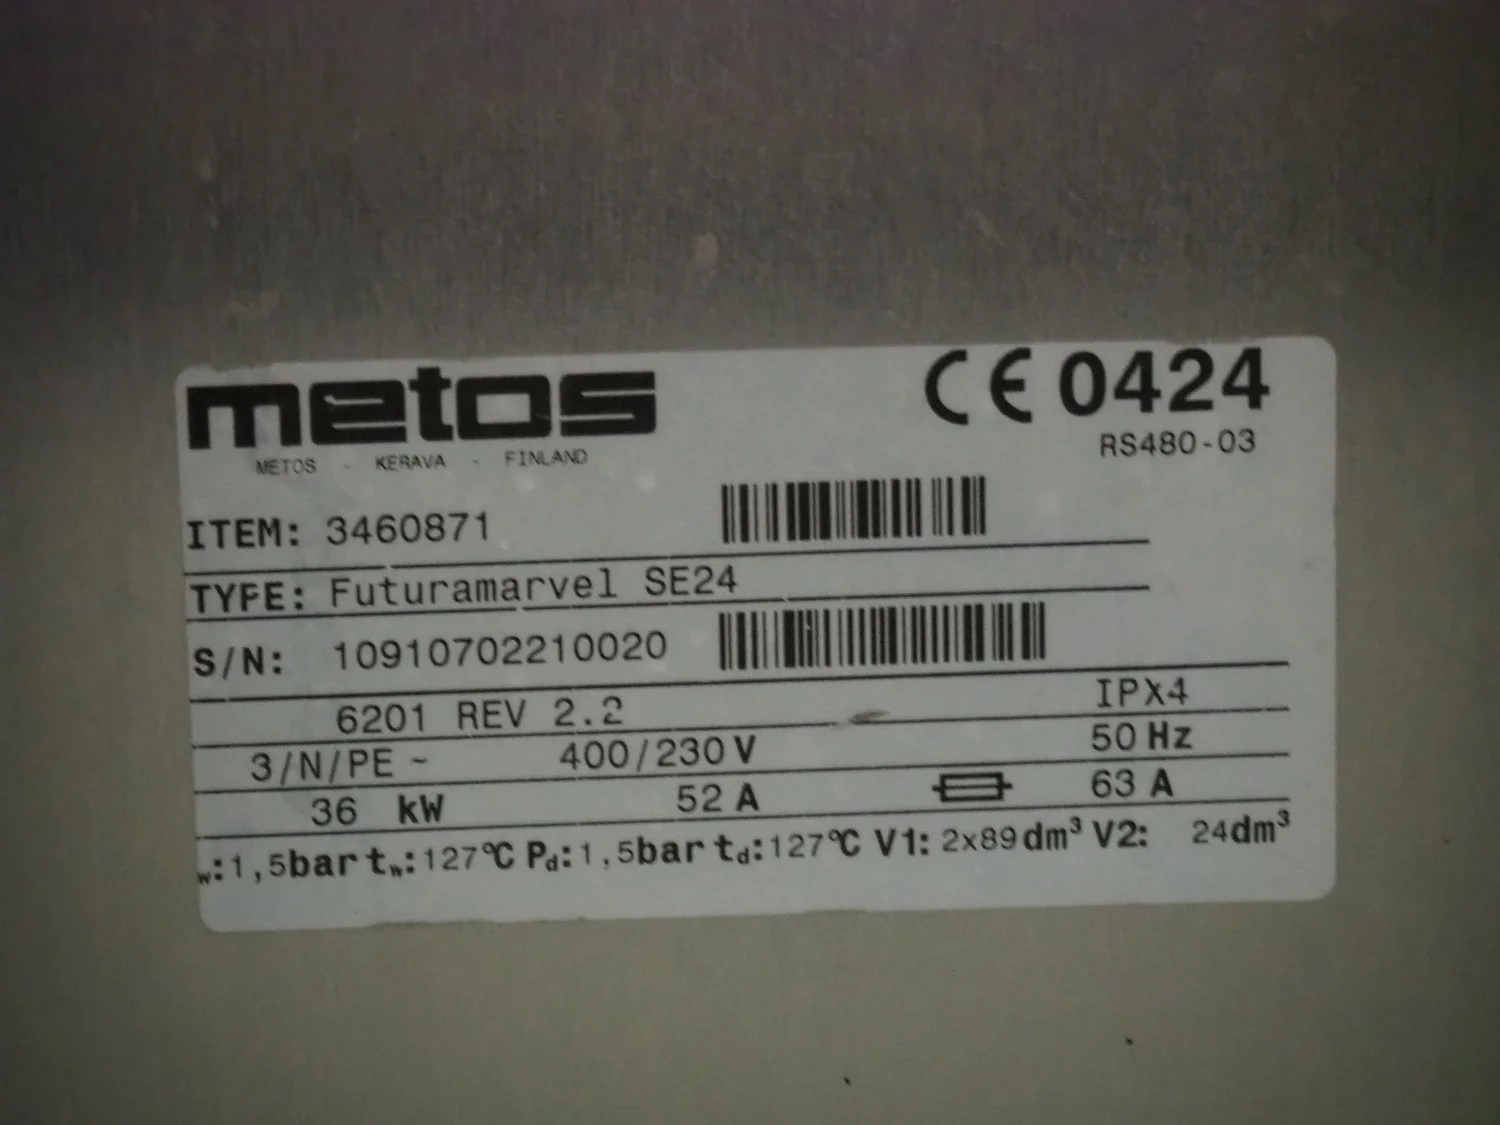 metos
CE 0424
METOS - KERAVA - FINLAND
RS480-03
ITEM: 3460871
TYPE: Futuramarvel SE24
S/N: 10910702210020
6201 REV 2.2 IPX4
3/N/PE ~ 400/230 V 50 Hz
36 kW 52 A 63 A
w:1,5bar tw:127°C Pd:1,5bar td:127°C V1: 2x89dm³ V2: 24dm³